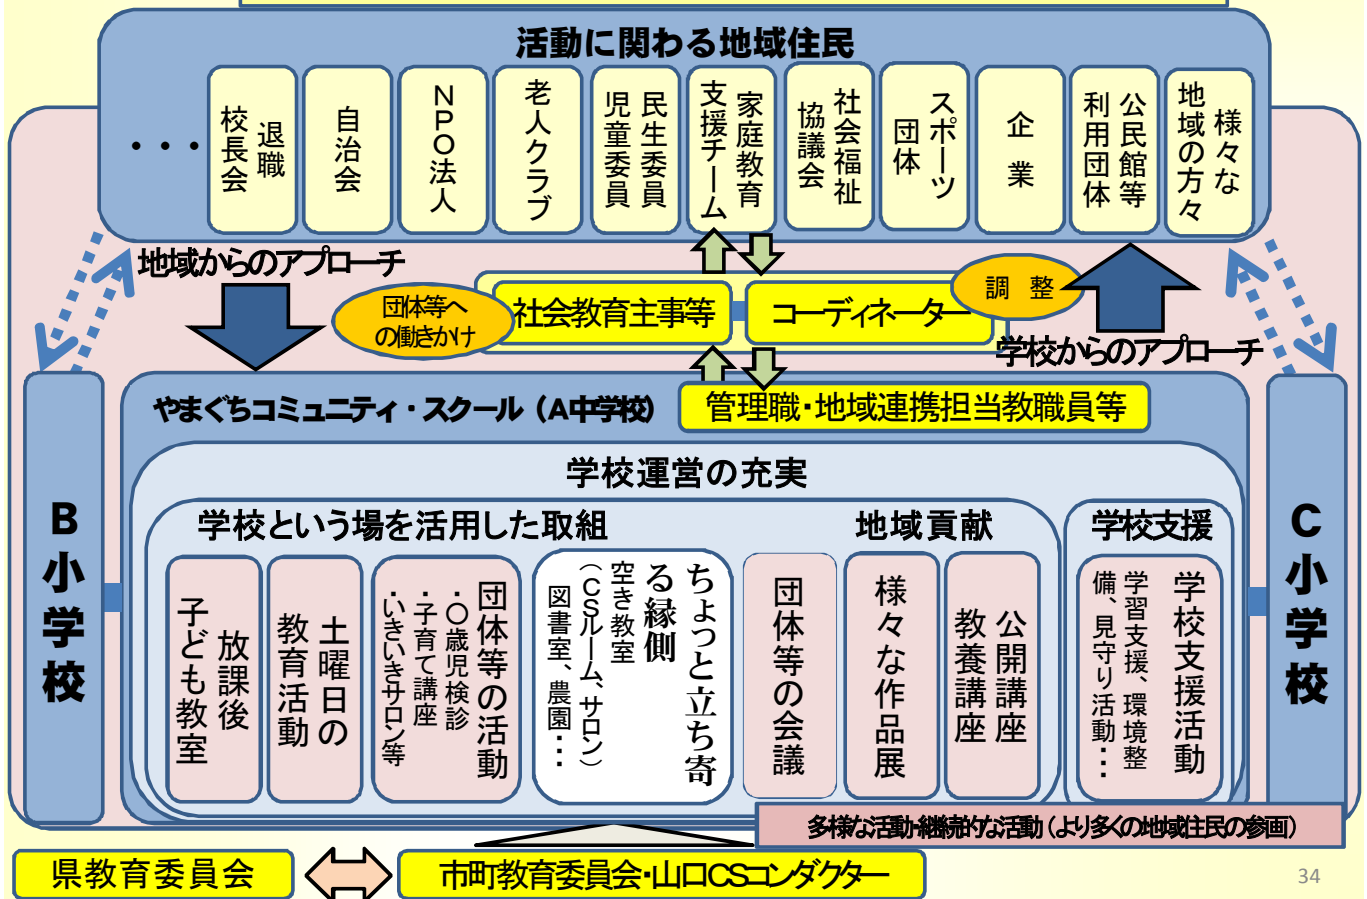 活動に関わる地域住民
・・・
退職
校長会
自治会
NPO法人
老人クラブ
民生委員
児童委員
家庭教育
支援チーム
社会福祉
協議会
スポーツ
団体
企業
公民館等
利用団体
様々な
地域の方々
地域からのアプローチ
団体等へ
の働きかけ
社会教育主事等
コーディネーター
調 整
学校からのアプローチ
やまぐちコミュニティ・スクール(A中学校)
管理職・地域連携担当教職員等
学校運営の充実
学校という場を活用した取組
地域貢献
学校支援
B小学校
放課後
子ども教室
土曜日の
教育活動
団体等の活動
・〇歳児検診
・子育て講座
・いきいきサロン等
ちょっと立ち寄
る縁側
空き教室
(CSルーム、サロン)
図書室、農園・・・
団体等の会議
様々な作品展
公開講座
教養講座
学校支援活動
学習支援、環境整
備、見守り活動・・・
C小学校
多様な活動・継続的な活動(より多くの地域住民の参画)
県教育委員会
市町教育委員会・山口CSコンダクター
34